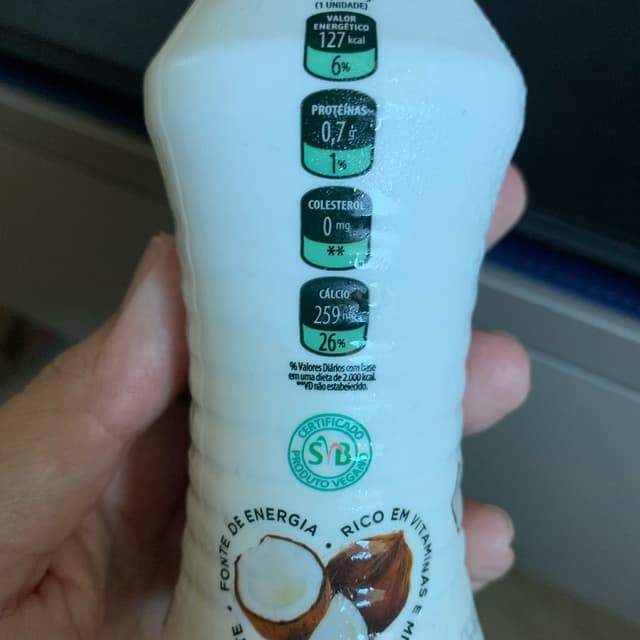 (1 UNIDADE)
VALOR
ENERGÉTICO
127 kcal
6%
PROTEÍNAS
0,7 g
1%
COLESTEROL
0 mg
**
CÁLCIO
259 mg
26%
% Valores Diários com base
em uma dieta de 2.000 kcal.
**VD não estabelecido.
CERTIFICADO
SVB
PRODUTO VEGANO
FONTE DE ENERGIA • RICO EM VITAMINAS E